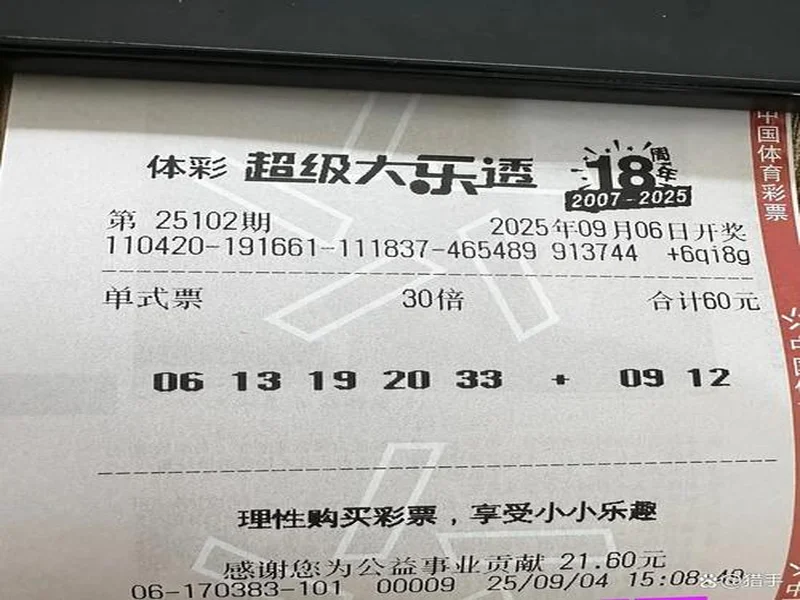 体彩 超级大乐透 18周年
2007-2025
第 25102期 2025年09月06日开奖
110420-191661-111837-465489 913744 +6qi8g
单式票 30倍 合计60元
06 13 19 20 33 + 09 12
理性购买彩票，享受小小乐趣
感谢您为公益事业贡献 21.60元
06-170383-101 00009 25/09/04 15:08:49
中国体育彩票
猎手